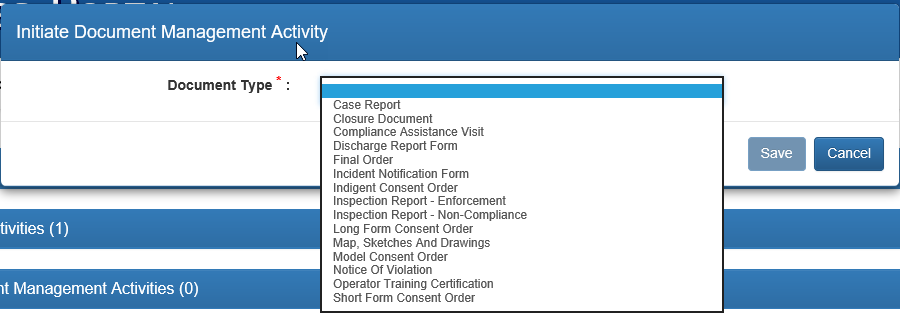 Initiate Document Management Activity
Document Type * :
Case Report
Closure Document
Compliance Assistance Visit
Discharge Report Form
Final Order
Incident Notification Form
Indigent Consent Order
Inspection Report - Enforcement
Inspection Report - Non-Compliance
Long Form Consent Order
Map, Sketches And Drawings
Model Consent Order
Notice Of Violation
Operator Training Certification
Short Form Consent Order
Save Cancel
tivities (1)
nt Management Activities (0)